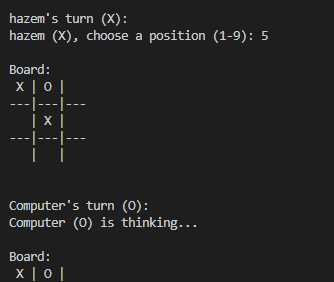 hazem's turn (X):
hazem (X), choose a position (1-9): 5
Board:
 X | O |
---|---|---
   | X |
---|---|---
   |   |
Computer's turn (O):
Computer (O) is thinking...
Board:
 X | O |